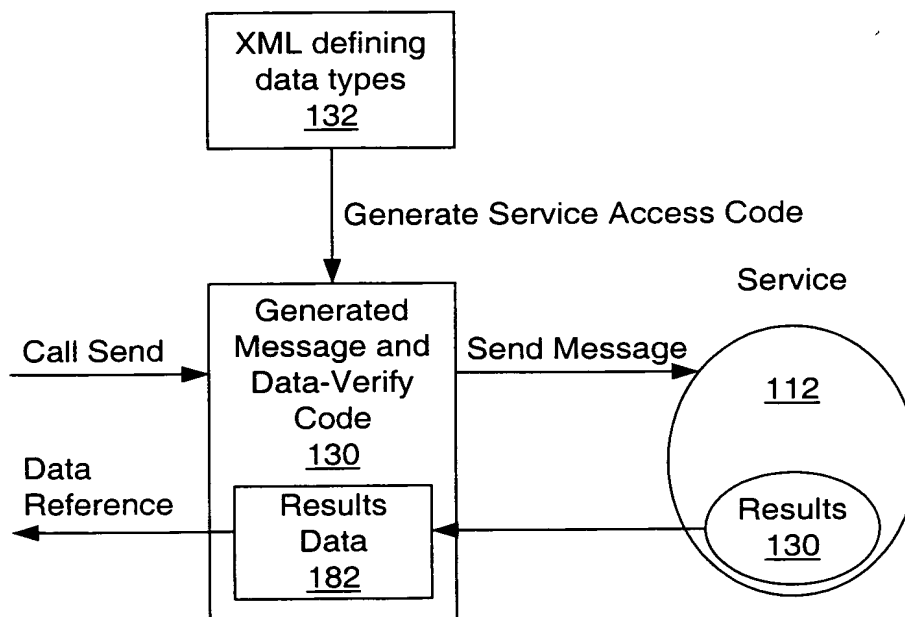 XML defining
data types
132
Generate Service Access Code
Service
Generated
Message and
Data-Verify
Code
130
Call Send
Send Message
112
Data
Reference
Results
Data
182
Results
130